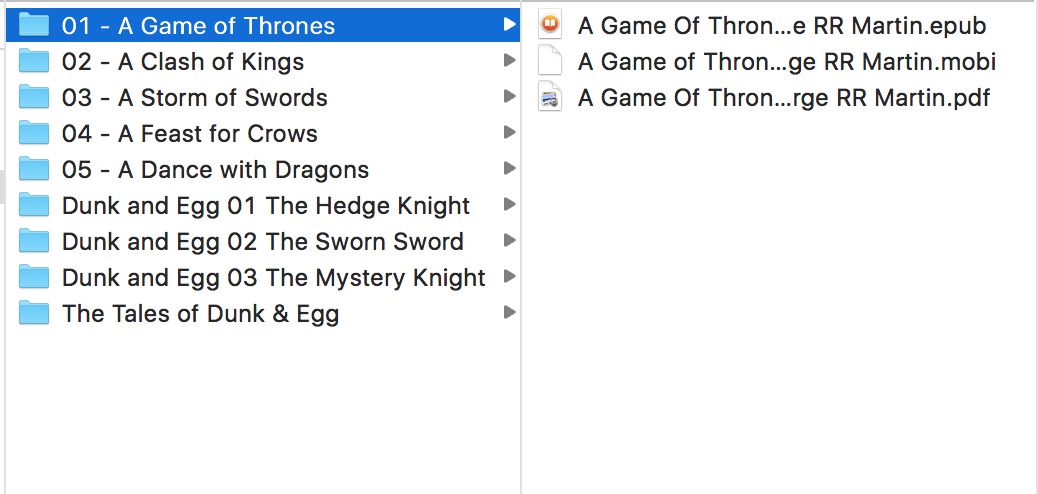 01 - A Game of Thrones
02 - A Clash of Kings
03 - A Storm of Swords
04 - A Feast for Crows
05 - A Dance with Dragons
Dunk and Egg 01 The Hedge Knight
Dunk and Egg 02 The Sworn Sword
Dunk and Egg 03 The Mystery Knight
The Tales of Dunk & Egg
A Game Of Thron...e RR Martin.epub
A Game of Thron...ge RR Martin.mobi
A Game Of Thron...rge RR Martin.pdf